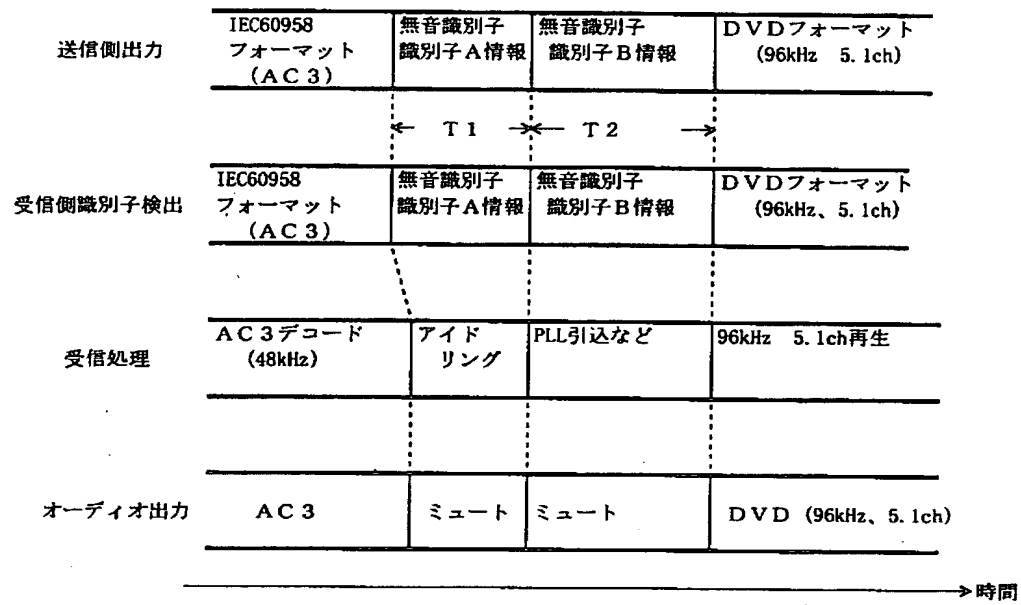 送信側出力
IEC60958
フォーマット
(AC3)
無音識別子
識別子A情報
無音識別子
識別子B情報
DVDフォーマット
(96kHz 5.1ch)
T1
T2
受信側識別子検出
IEC60958
フォーマット
(AC3)
無音識別子
識別子A情報
無音識別子
識別子B情報
DVDフォーマット
(96kHz、5.1ch)
受信処理
AC3デコード
(48kHz)
アイド
リング
PLL引込など
96kHz 5.1ch再生
オーディオ出力
AC3
ミュート
ミュート
DVD (96kHz、5.1ch)
時間